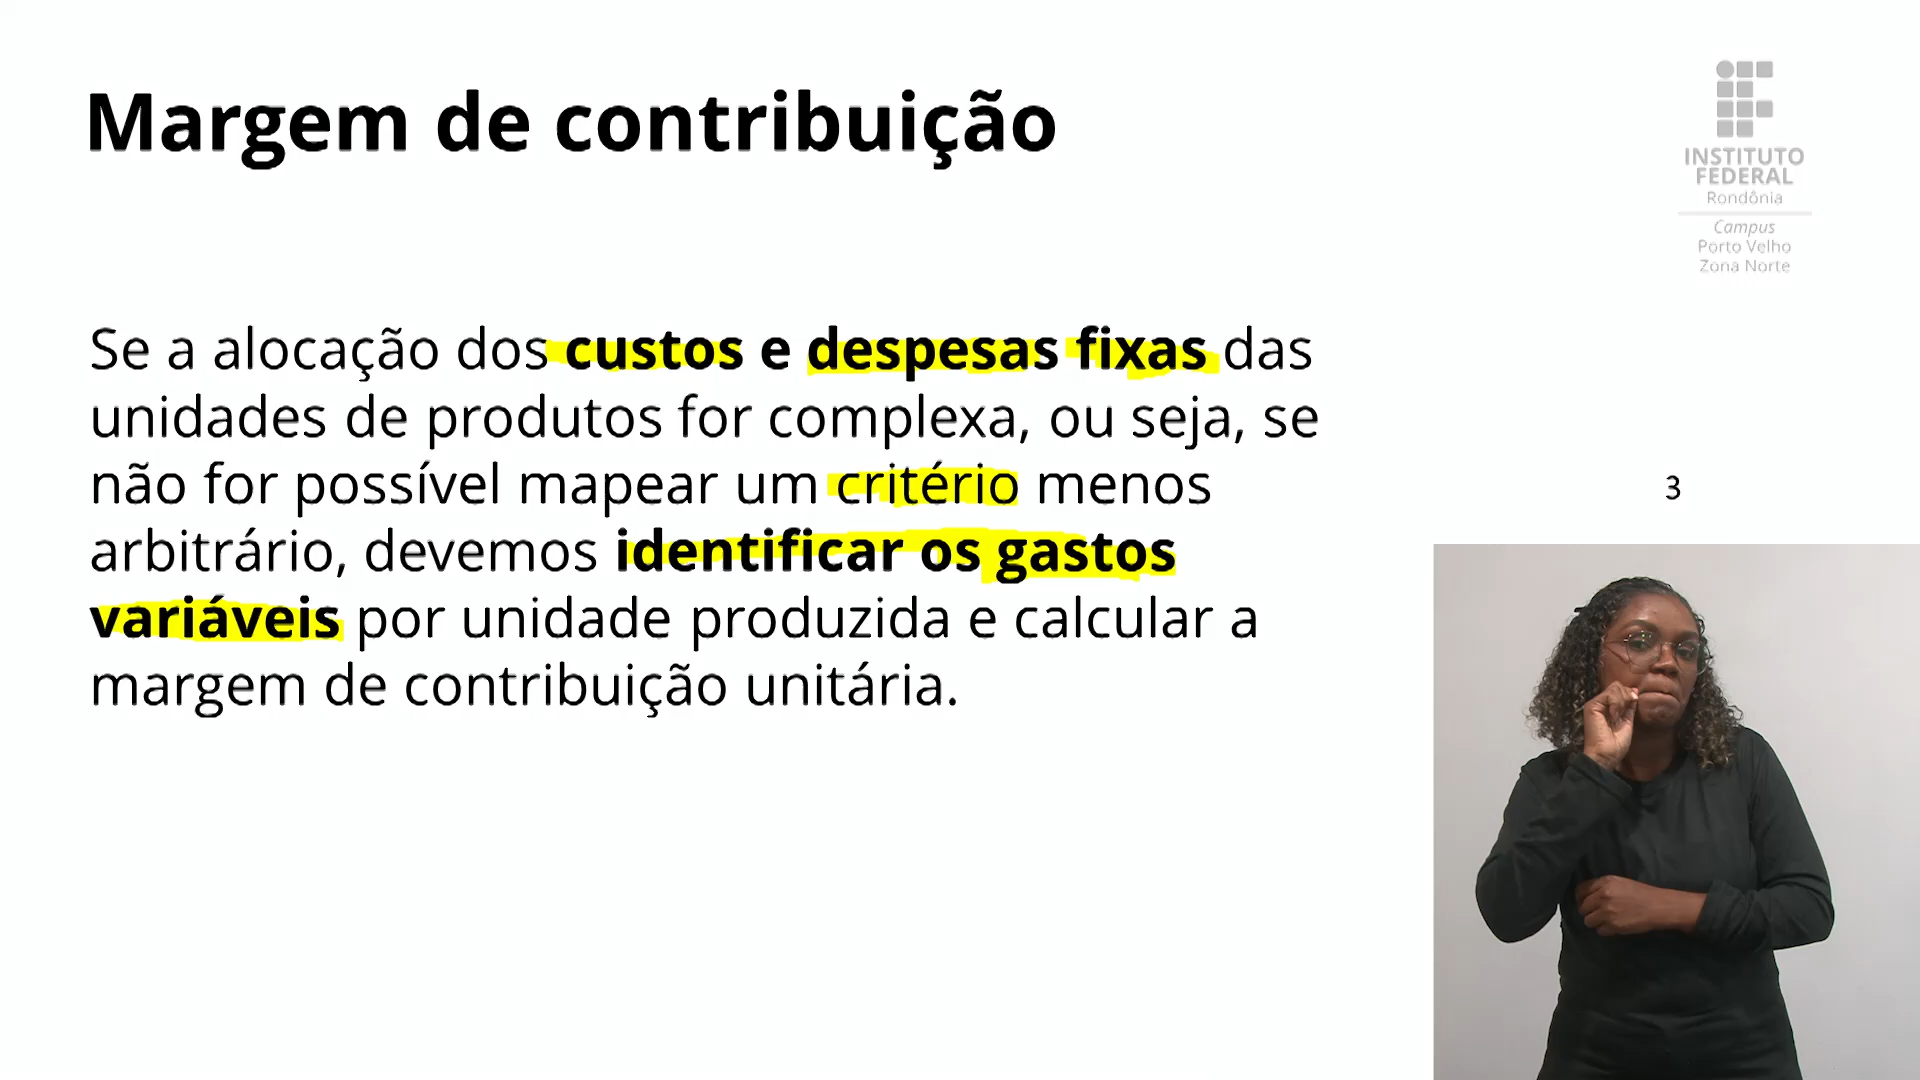 Margem de contribuição
INSTITUTO
FEDERAL
Rondônia
Campus
Porto Velho
Zona Norte
Se a alocação dos custos e despesas fixas das
unidades de produtos for complexa, ou seja, se
não for possível mapear um critério menos
arbitrário, devemos identificar os gastos
variáveis por unidade produzida e calcular a
margem de contribuição unitária.
3